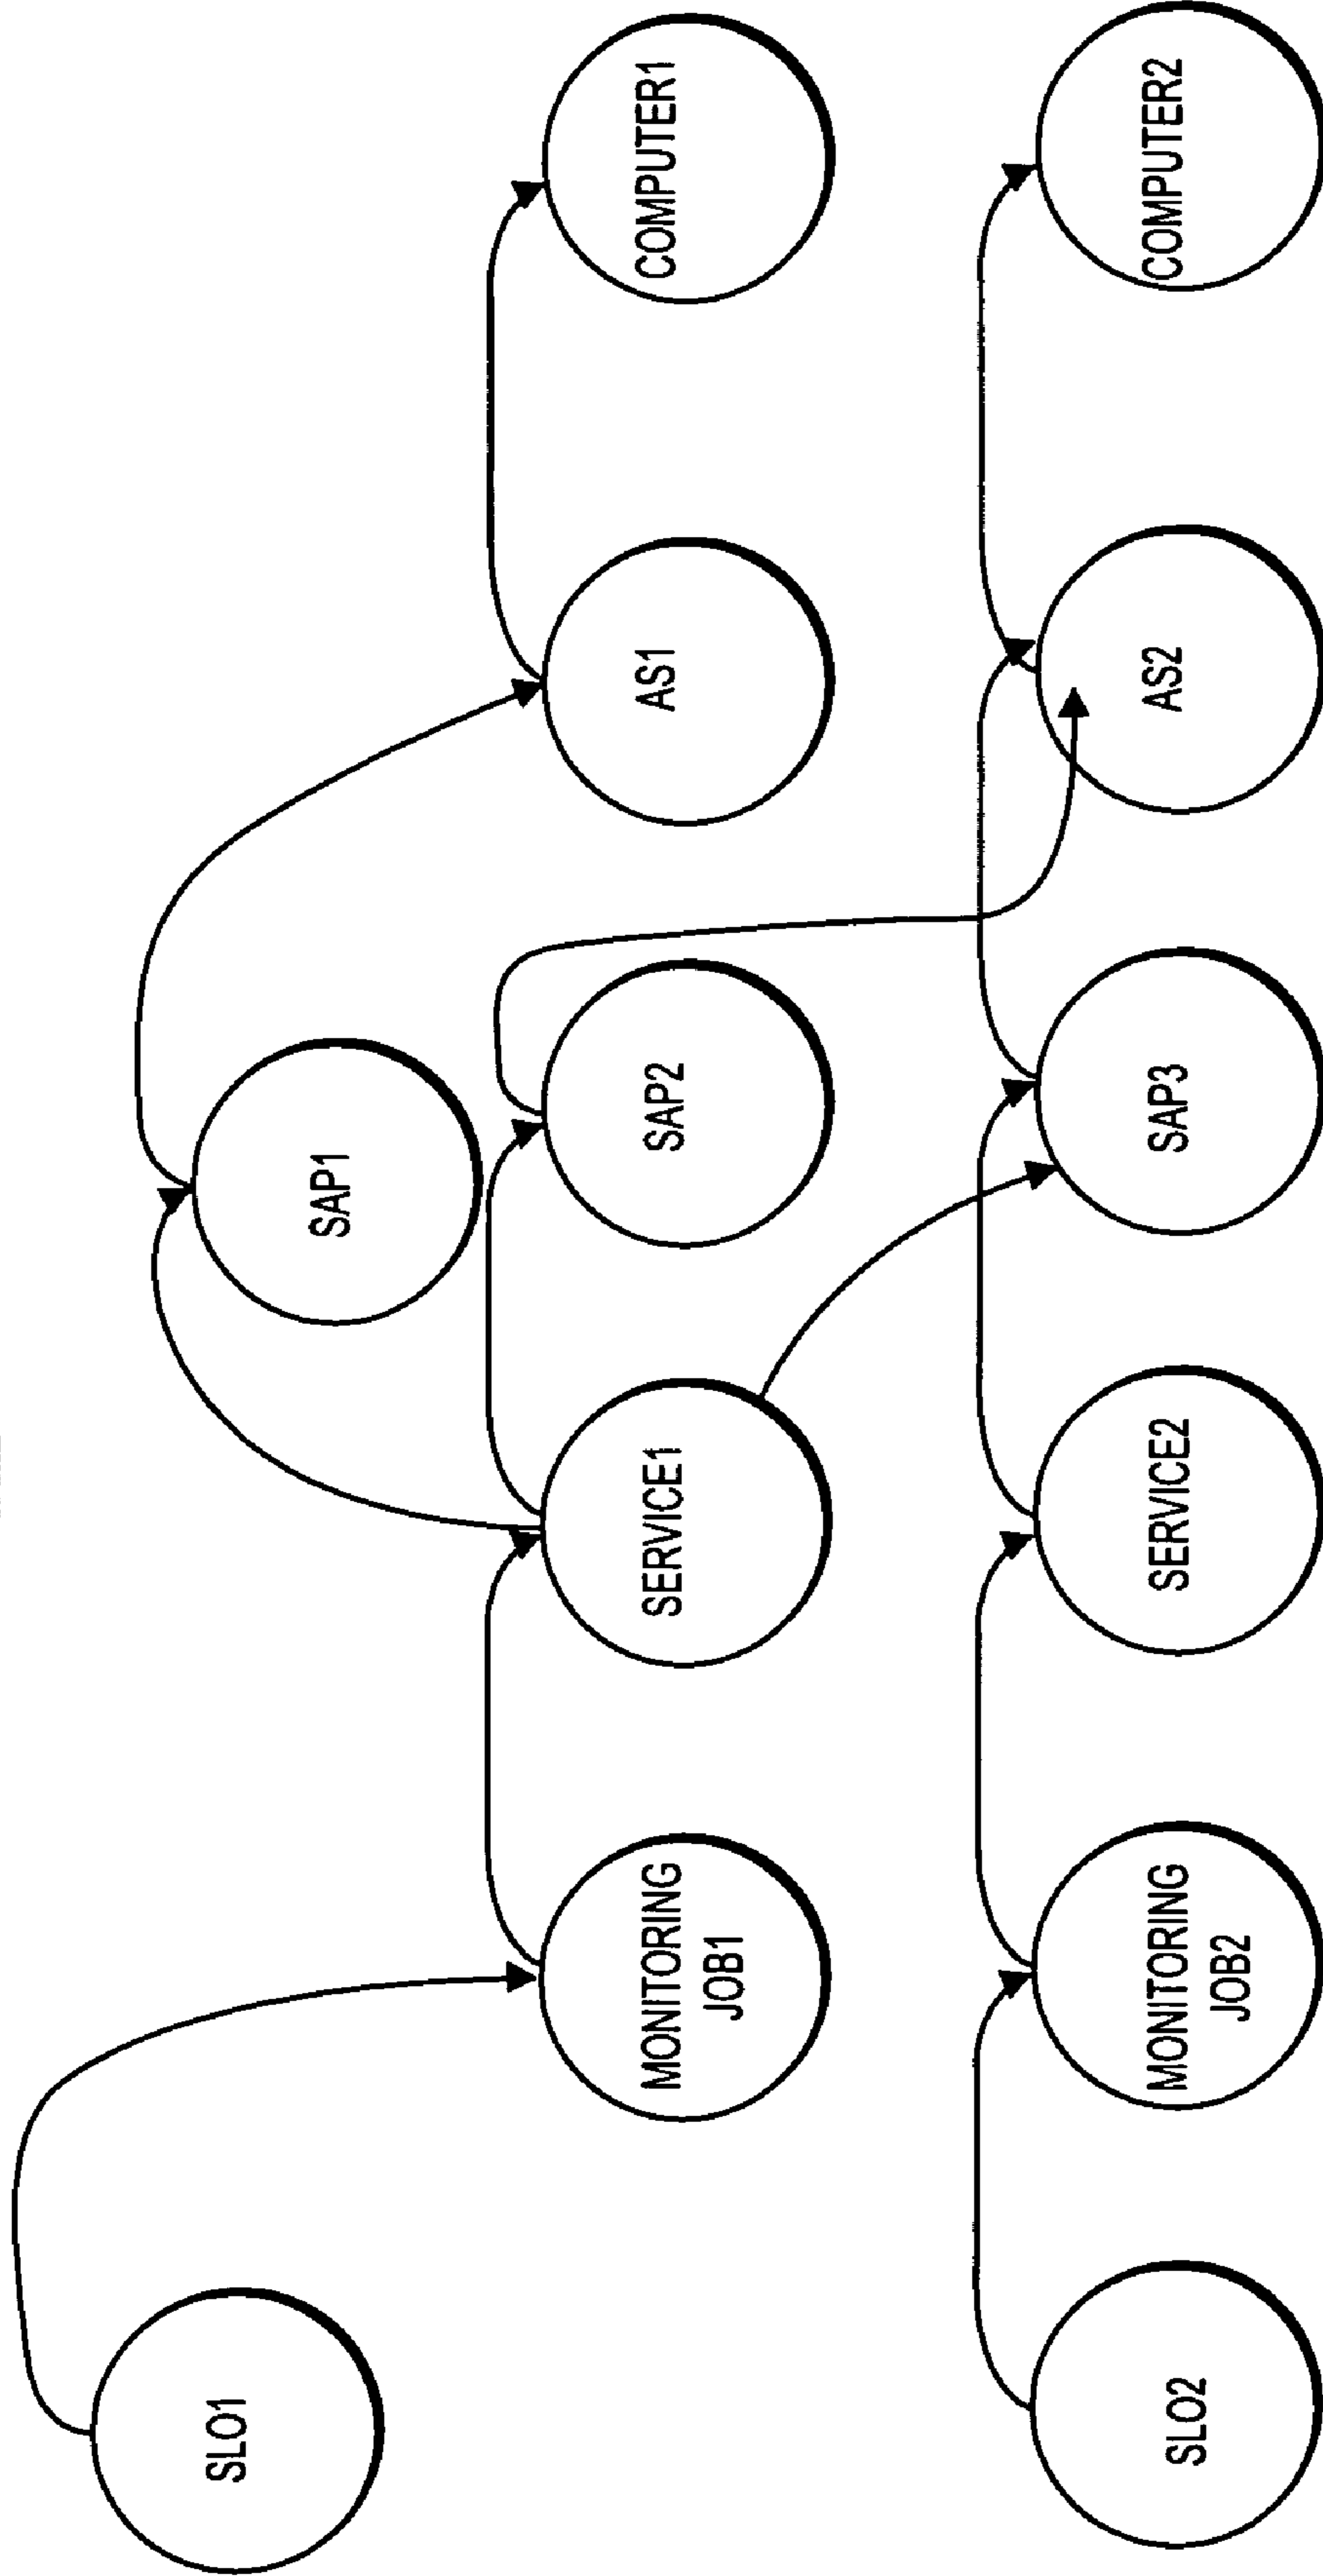 SLO1
SAP1
MONITORING
JOB1
SERVICE1
SAP2
AS1
COMPUTER1
SLO2
MONITORING
JOB2
SERVICE2
SAP3
AS2
COMPUTER2